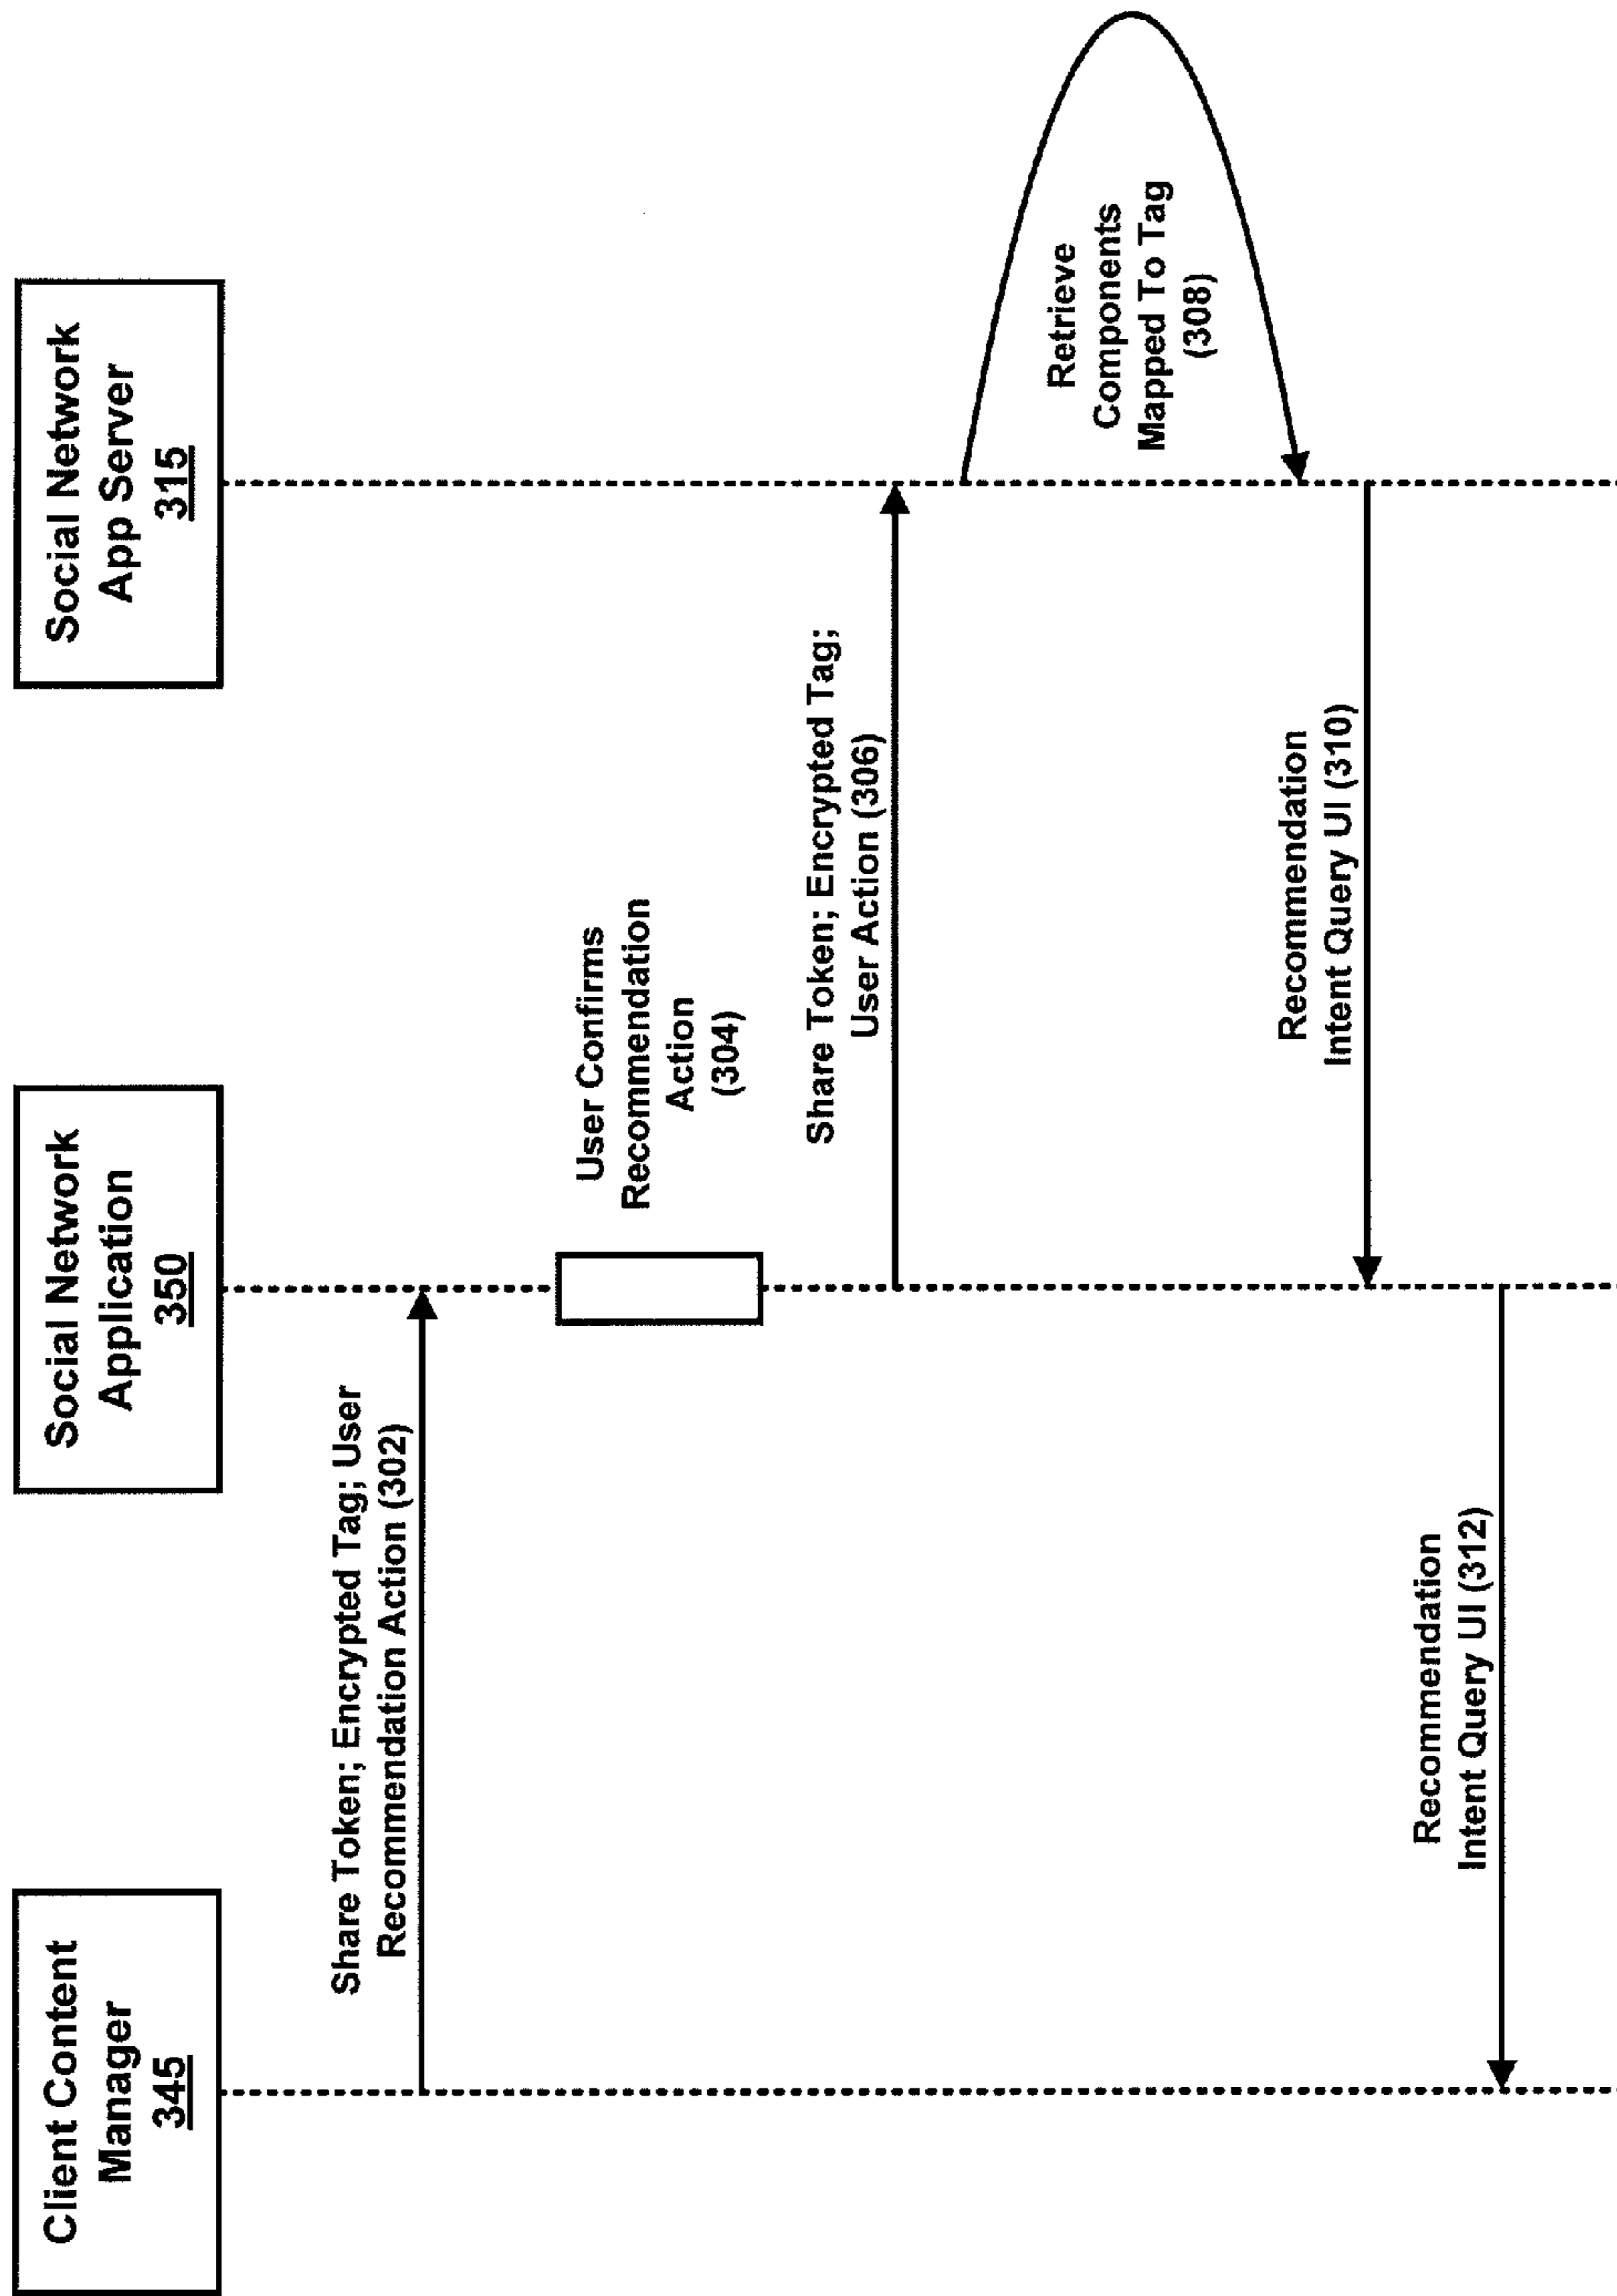 Client Content
Manager
345
Social Network
Application
350
Social Network
App Server
315
Share Token; Encrypted Tag; User
Recommendation Action (302)
User Confirms
Recommendation
Action
(304)
Share Token; Encrypted Tag;
User Action (306)
Retrieve
Components
Mapped To Tag
(308)
Recommendation
Intent Query UI (310)
Recommendation
Intent Query UI (312)